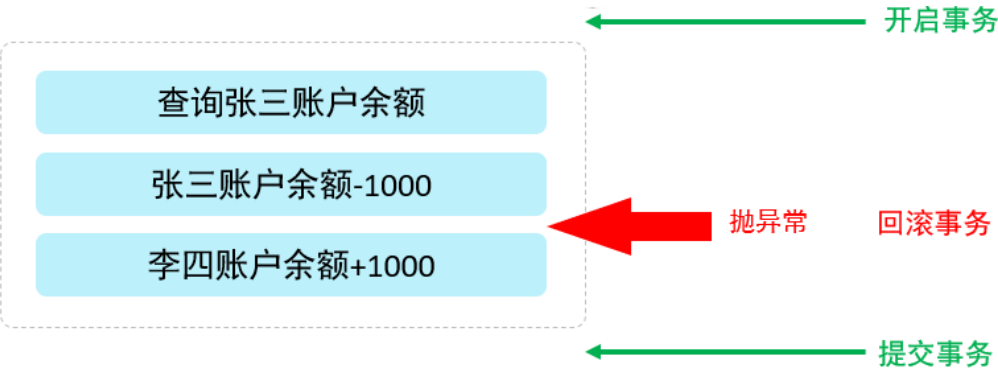 开启事务
查询张三账户余额
张三账户余额-1000
抛异常 回滚事务
李四账户余额+1000
提交事务